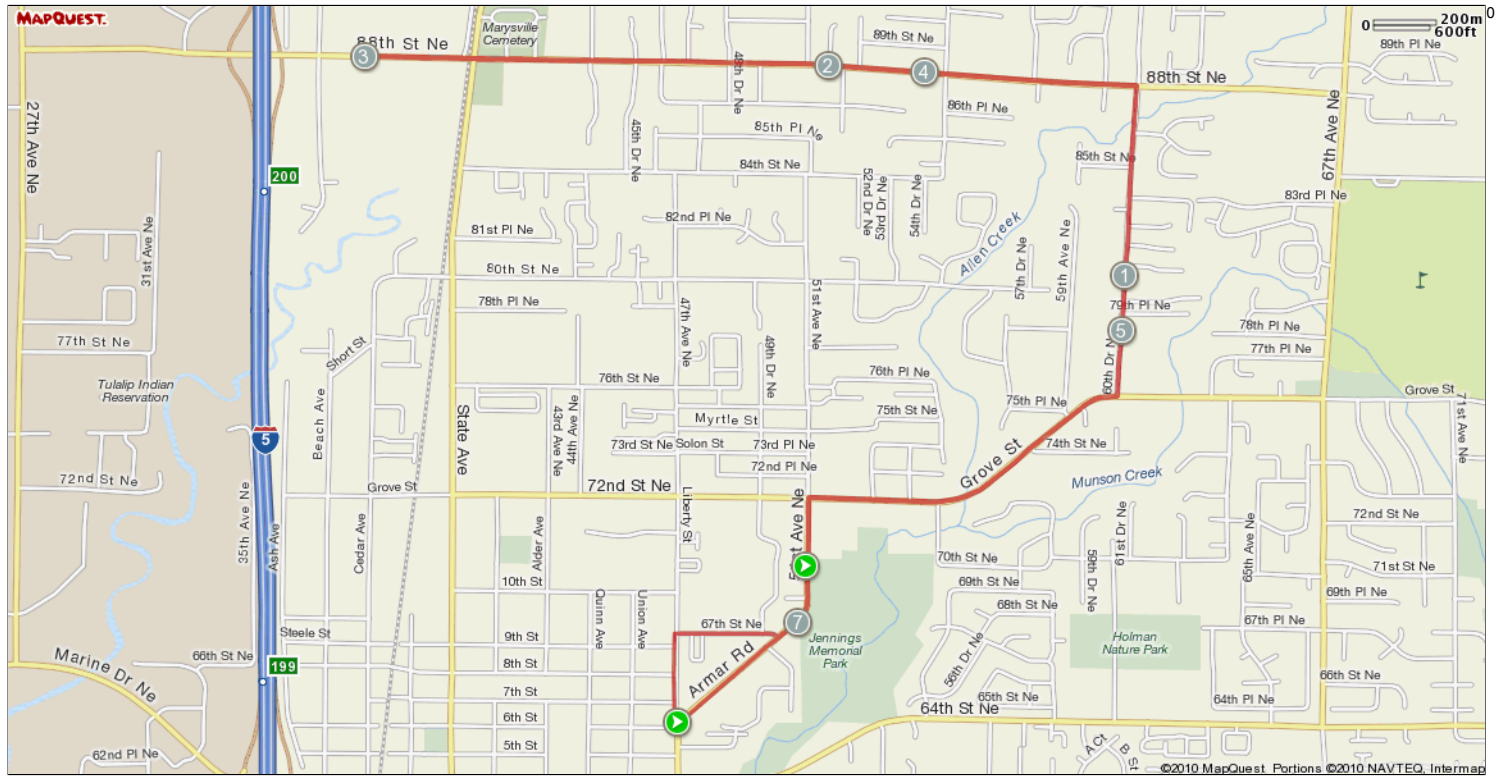 MAPQUEST.
0
200m
600ft
0
88th St Ne
Marysville
Cemetery
89th St Ne
89th Pl Ne
3
2
4
88th St Ne
48th Dr Ne
27th Ave Ne
67th Ave Ne
86th Pl Ne
45th Dr Ne
85th Pl Ne
85th St Ne
84th St Ne
200
52nd Dr Ne
53rd Dr Ne
54th Dr Ne
83rd Pl Ne
31st Ave Ne
82nd Pl Ne
81st Pl Ne
Allen Creek
57th Dr Ne
59th Ave Ne
80th St Ne
1
51st Ave Ne
78th Pl Ne
47th Ave Ne
79th Pl Ne
5
78th Pl Ne
77th St Ne
Short St
49th Dr Ne
60th Dr N
77th Pl Ne
Tulalip Indian
Reservation
76th St Ne
76th Pl Ne
Grove St
Beach Ave
State Ave
43rd Ave Ne
44th Ave Ne
Myrtle St
75th St Ne
75th Pl Ne
71st Ave Ne
5
73rd St Ne
Solon St
73rd Pl Ne
74th St Ne
72nd Pl Ne
Grove St
72nd St Ne
Grove St
72nd St Ne
Munson Creek
35th Ave Ne
Ash Ave
Cedar Ave
Alder Ave
Liberty St
51st Ave Ne
59th Dr Ne
61st Dr Ne
65th Ave Ne
72nd St Ne
70th St Ne
71st St Ne
10th St
69th St Ne
69th Pl Ne
Quinn Ave
Union Ave
68th St Ne
67th St Ne
7
67th Pl Ne
Steele St
9th St
Jennings
Memorial
Park
Holman
Nature Park
66th St Ne
Marine Dr Ne
199
8th St
Armar Rd
56th Dr Ne
66th St Ne
7th St
65th St Ne
64th Pl Ne
6th St
64th St Ne
5th St
62nd Pl Ne
A Ct
B St
©2010 MapQuest Portions ©2010 NAVTEQ, Intermap